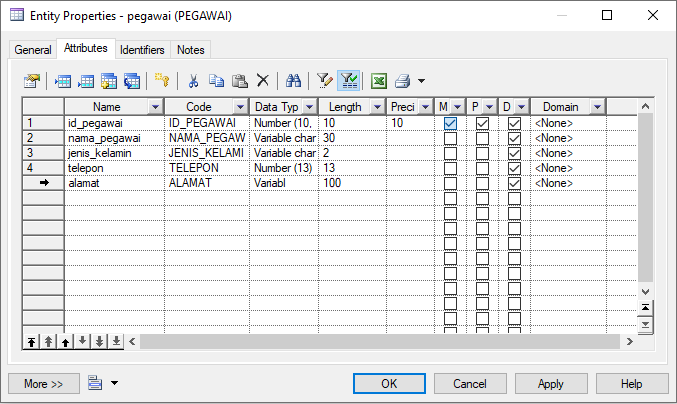 Entity Properties - pegawai (PEGAWAI)
General Attributes Identifiers Notes
Name Code Data Typ Length Preci M P D Domain
1 id_pegawai ID_PEGAWAI Number (10, 10 10 <None>
2 nama_pegawai NAMA_PEGAW Variable char 30 <None>
3 jenis_kelamin JENIS_KELAMI Variable char 2 <None>
4 telepon TELEPON Number (13) 13 <None>
alamat ALAMAT Variabl 100 <None>
More >> OK Cancel Apply Help